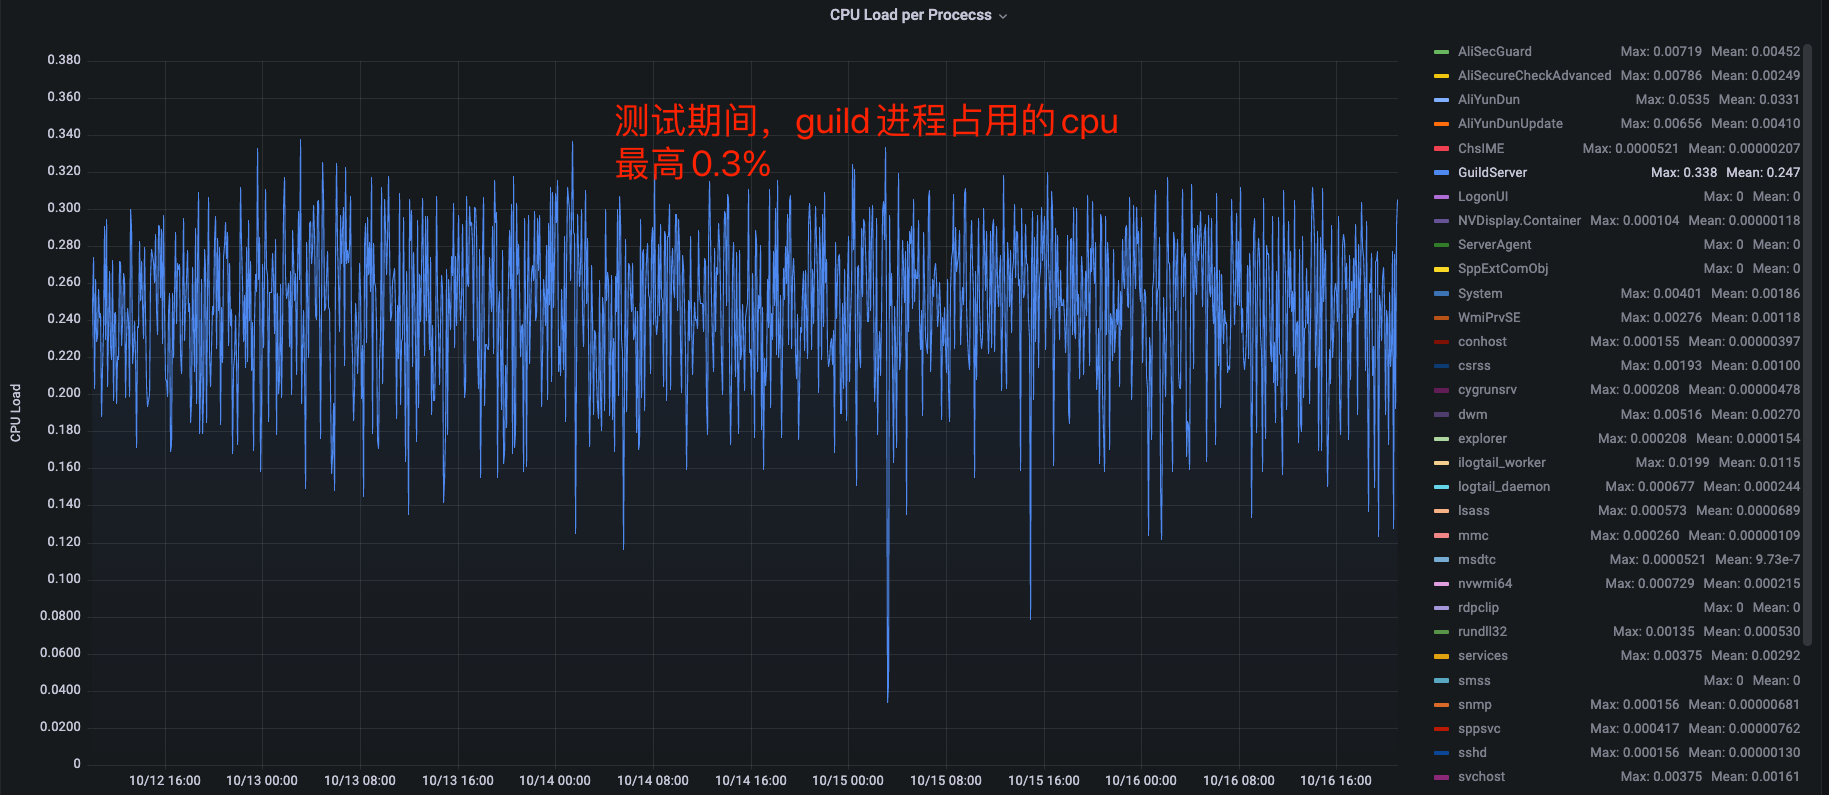 CPU Load per Procecss
测试期间，guild 进程占用的 cpu
最高 0.3%
CPU Load
0.380
0.360
0.340
0.320
0.300
0.280
0.260
0.240
0.220
0.200
0.180
0.160
0.140
0.120
0.100
0.0800
0.0600
0.0400
0.0200
0
10/12 16:00 10/13 00:00 10/13 08:00 10/13 16:00 10/14 00:00 10/14 08:00 10/14 16:00 10/15 00:00 10/15 08:00 10/15 16:00 10/16 00:00 10/16 08:00 10/16 16:00
AliSecGuard Max: 0.00719 Mean: 0.00452
AliSecureCheckAdvanced Max: 0.00786 Mean: 0.00249
AliYunDun Max: 0.0535 Mean: 0.0331
AliYunDunUpdate Max: 0.00656 Mean: 0.00410
ChsIME Max: 0.0000521 Mean: 0.00000207
GuildServer Max: 0.338 Mean: 0.247
LogonUI Max: 0 Mean: 0
NVDisplay.Container Max: 0.000104 Mean: 0.00000118
ServerAgent Max: 0 Mean: 0
SppExtComObj Max: 0 Mean: 0
System Max: 0.00401 Mean: 0.00186
WmiPrvSE Max: 0.00276 Mean: 0.00118
conhost Max: 0.000155 Mean: 0.00000397
csrss Max: 0.00193 Mean: 0.00100
cygrunsrv Max: 0.000208 Mean: 0.00000478
dwm Max: 0.00516 Mean: 0.00270
explorer Max: 0.000208 Mean: 0.0000154
ilogtail_worker Max: 0.0199 Mean: 0.0115
logtail_daemon Max: 0.000677 Mean: 0.000244
lsass Max: 0.000573 Mean: 0.0000689
mmc Max: 0.000260 Mean: 0.00000109
msdtc Max: 0.0000521 Mean: 9.73e-7
nvwmi64 Max: 0.000729 Mean: 0.000215
rdpclip Max: 0 Mean: 0
rundll32 Max: 0.00135 Mean: 0.000530
services Max: 0.00375 Mean: 0.00292
smss Max: 0 Mean: 0
snmp Max: 0.000156 Mean: 0.00000681
sppsvc Max: 0.000417 Mean: 0.00000762
sshd Max: 0.000156 Mean: 0.00000130
svchost Max: 0.00375 Mean: 0.00161